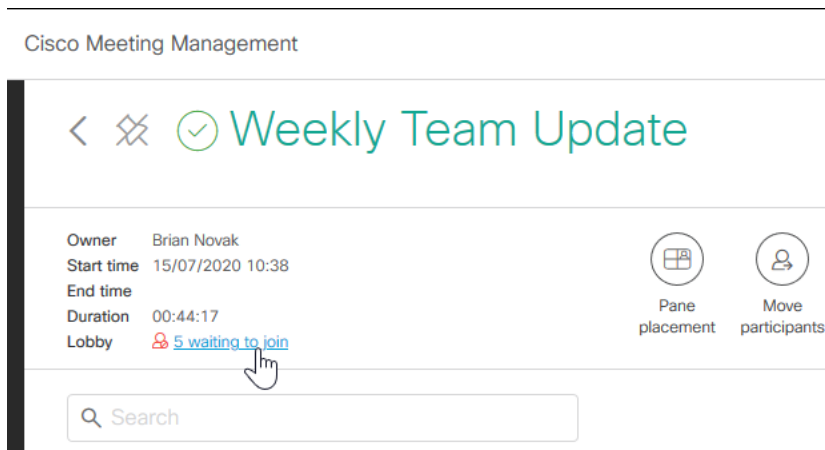 Cisco Meeting Management
Weekly Team Update
Owner Brian Novak
Start time 15/07/2020 10:38
End time
Duration 00:44:17
Lobby 5 waiting to join
Pane
placement
Move
participants
Search